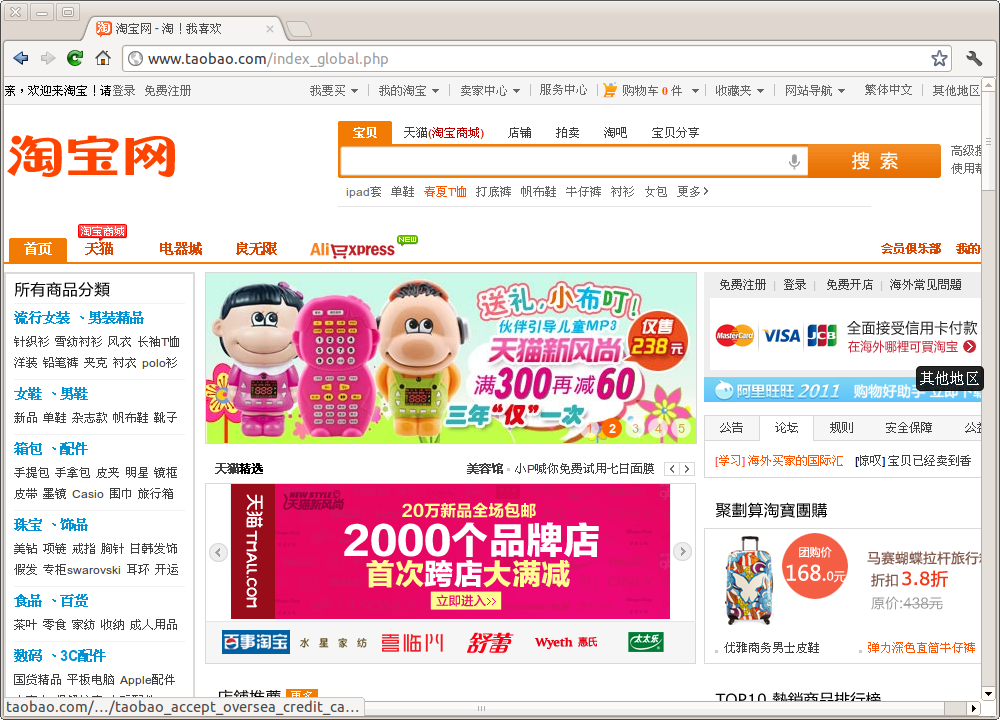 淘宝网 - 淘！我喜欢
www.taobao.com/index_global.php
亲，欢迎来淘宝！请登录 免费注册
我要买 我的淘宝 卖家中心 服务中心 购物车 0 件 收藏夹 网站导航 繁体中文 其他地区
淘宝网
宝贝 天猫(淘宝商城) 店铺 拍卖 淘吧 宝贝分享
搜 索
高级搜
使用帮
ipad套 单鞋 春夏T恤 打底裤 帆布鞋 牛仔裤 衬衫 女包 更多
淘宝商城
首页 天猫 电器城 良无限 AliExpress NEW 会员俱乐部 我的
所有商品分類
流行女装 、男装精品
针织衫 雪纺衬衫 风衣 长袖T恤
洋装 铅笔裤 夹克 衬衣 polo衫
女鞋 、男鞋
新品 单鞋 杂志款 帆布鞋 靴子
箱包 、配件
手提包 手拿包 皮夹 明星 镜框
皮带 墨镜 Casio 围巾 旅行箱
珠宝 、饰品
美钻 项链 戒指 胸针 日韩发饰
假发 专柜swarovski 耳环 开运
食品 、百货
茶叶 零食 家纺 收纳 成人用品
数码 、3C配件
国货精品 平板电脑 Apple配件
送礼，小布叮！
伙伴引导儿童MP3
天猫新风尚
仅售
238元
满300再减60
三年“仅”一次
1 2 3 4 5
天猫精选 美容馆 - 小P喊你免费试用七日面膜
天猫 TMALL.COM
NEW STYLE
天猫新风尚
20万新品全场包邮
2000个品牌店
首次跨店大满减
立即进入>>
百事淘宝 水星家纺 喜临门 舒蕾 Wyeth 惠氏 太太乐
店铺推荐 更多
免费注册 登录 免费开店 海外常見問題
MasterCard VISA JCB
全面接受信用卡付款
在海外哪裡可買淘宝
其他地区
阿里旺旺 2011 购物好助手 立即下载
公告 论坛 规则 安全保障 公益
[学习] 海外买家的国际汇 [惊叹] 宝贝已经卖到香
聚劃算淘寶團購
团购价
168.0元
马赛蝴蝶拉杆旅行
折扣 3.8折
原价:438元
优雅商务男士皮鞋 弹力深色直筒牛仔裤
TOP10 熱銷商品排行榜
taobao.com/…/taobao_accept_oversea_credit_ca…